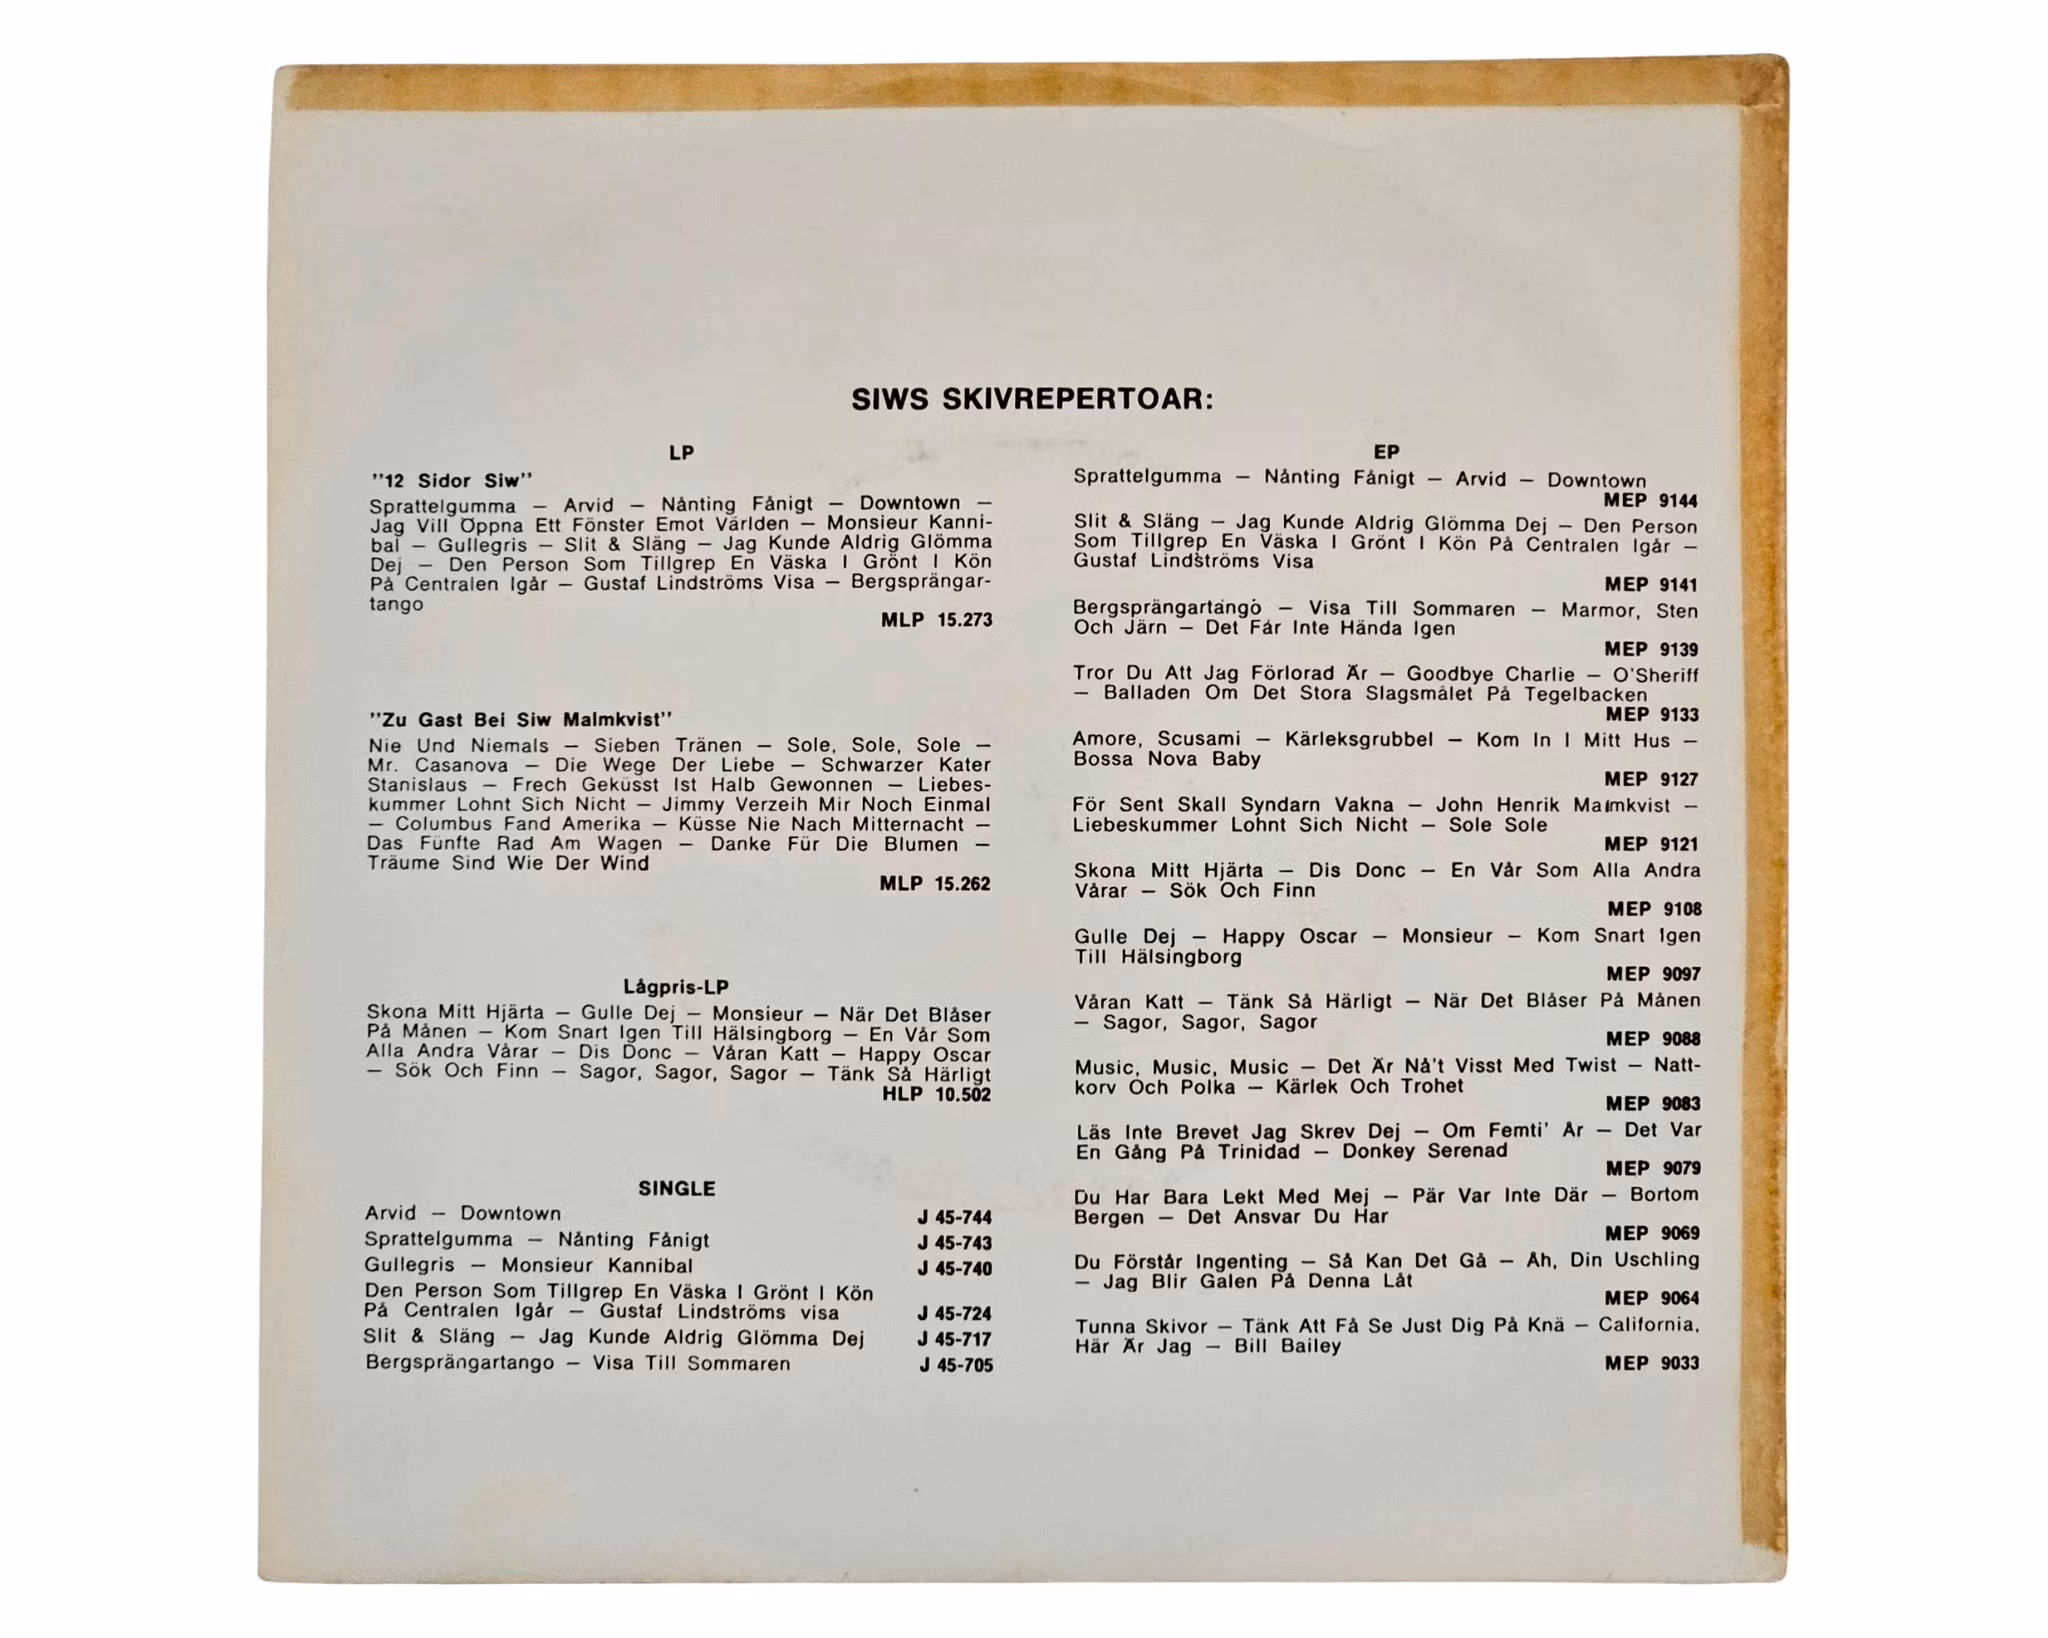 SIWS SKIVREPERTOAR:
LP
"12 Sidor Siw"
Sprattelgumma — Arvid — Nånting Fånigt — Downtown —
Jag Vill Öppna Ett Fönster Emot Världen — Monsieur Kanni-
bal — Gullegris — Slit & Släng — Jag Kunde Aldrig Glömma
Dej — Den Person Som Tillgrep En Väska I Grönt I Kön
På Centralen Igår — Gustaf Lindströms Visa — Bergsprängar-
tango
MLP 15.273
"Zu Gast Bei Siw Malmkvist"
Nie Und Niemals — Sieben Tränen — Sole, Sole, Sole —
Mr. Casanova — Die Wege Der Liebe — Schwarzer Kater
Stanislaus — Frech Geküsst Ist Halb Gewonnen — Liebes-
kummer Lohnt Sich Nicht — Jimmy Verzeih Mir Noch Einmal
— Columbus Fand Amerika — Küsse Nie Nach Mitternacht —
Das Fünfte Rad Am Wagen — Danke Für Die Blumen —
Träume Sind Wie Der Wind
MLP 15.262
Lågpris-LP
Skona Mitt Hjärta — Gulle Dej — Monsieur — När Det Blåser
På Månen — Kom Snart Igen Till Hälsingborg — En Vår Som
Alla Andra Vårar — Dis Donc — Våran Katt — Happy Oscar
— Sök Och Finn — Sagor, Sagor, Sagor — Tänk Så Härligt
HLP 10.502
SINGLE
Arvid — Downtown J 45-744
Sprattelgumma — Nånting Fånigt J 45-743
Gullegris — Monsieur Kannibal J 45-740
Den Person Som Tillgrep En Väska I Grönt I Kön
På Centralen Igår — Gustaf Lindströms visa J 45-724
Slit & Släng — Jag Kunde Aldrig Glömma Dej J 45-717
Bergsprängartango — Visa Till Sommaren J 45-705
EP
Sprattelgumma — Nånting Fånigt — Arvid — Downtown
MEP 9144
Slit & Släng — Jag Kunde Aldrig Glömma Dej — Den Person
Som Tillgrep En Väska I Grönt I Kön På Centralen Igår —
Gustaf Lindströms Visa
MEP 9141
Bergsprängartango — Visa Till Sommaren — Marmor, Sten
Och Järn — Det Får Inte Hända Igen
MEP 9139
Tror Du Att Jag Förlorad Är — Goodbye Charlie — O'Sheriff
— Balladen Om Det Stora Slagsmålet På Tegelbacken
MEP 9133
Amore, Scusami — Kärleksgrubbel — Kom In I Mitt Hus —
Bossa Nova Baby
MEP 9127
För Sent Skall Syndarn Vakna — John Henrik Malmkvist —
Liebeskummer Lohnt Sich Nicht — Sole Sole
MEP 9121
Skona Mitt Hjärta — Dis Donc — En Vår Som Alla Andra
Vårar — Sök Och Finn
MEP 9108
Gulle Dej — Happy Oscar — Monsieur — Kom Snart Igen
Till Hälsingborg
MEP 9097
Våran Katt — Tänk Så Härligt — När Det Blåser På Månen
— Sagor, Sagor, Sagor
MEP 9088
Music, Music, Music — Det Är Nå't Visst Med Twist — Natt-
korv Och Polka — Kärlek Och Trohet
MEP 9083
Läs Inte Brevet Jag Skrev Dej — Om Femti' År — Det Var
En Gång På Trinidad — Donkey Serenad
MEP 9079
Du Har Bara Lekt Med Mej — Pär Var Inte Där — Bortom
Bergen — Det Ansvar Du Har
MEP 9069
Du Förstår Ingenting — Så Kan Det Gå — Åh, Din Uschling
— Jag Blir Galen På Denna Låt
MEP 9064
Tunna Skivor — Tänk Att Få Se Just Dig På Knä — California,
Här Är Jag — Bill Bailey
MEP 9033